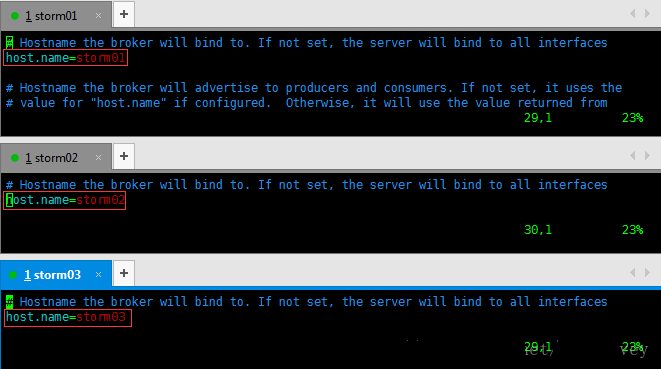 1 storm01 × +
# Hostname the broker will bind to. If not set, the server will bind to all interfaces
host.name=storm01
# Hostname the broker will advertise to producers and consumers. If not set, it uses the
# value for "host.name" if configured.  Otherwise, it will use the value returned from
29,1 23%
1 storm02 × +
# Hostname the broker will bind to. If not set, the server will bind to all interfaces
host.name=storm02
30,1 23%
1 storm03 × +
# Hostname the broker will bind to. If not set, the server will bind to all interfaces
host.name=storm03
29,1 23%